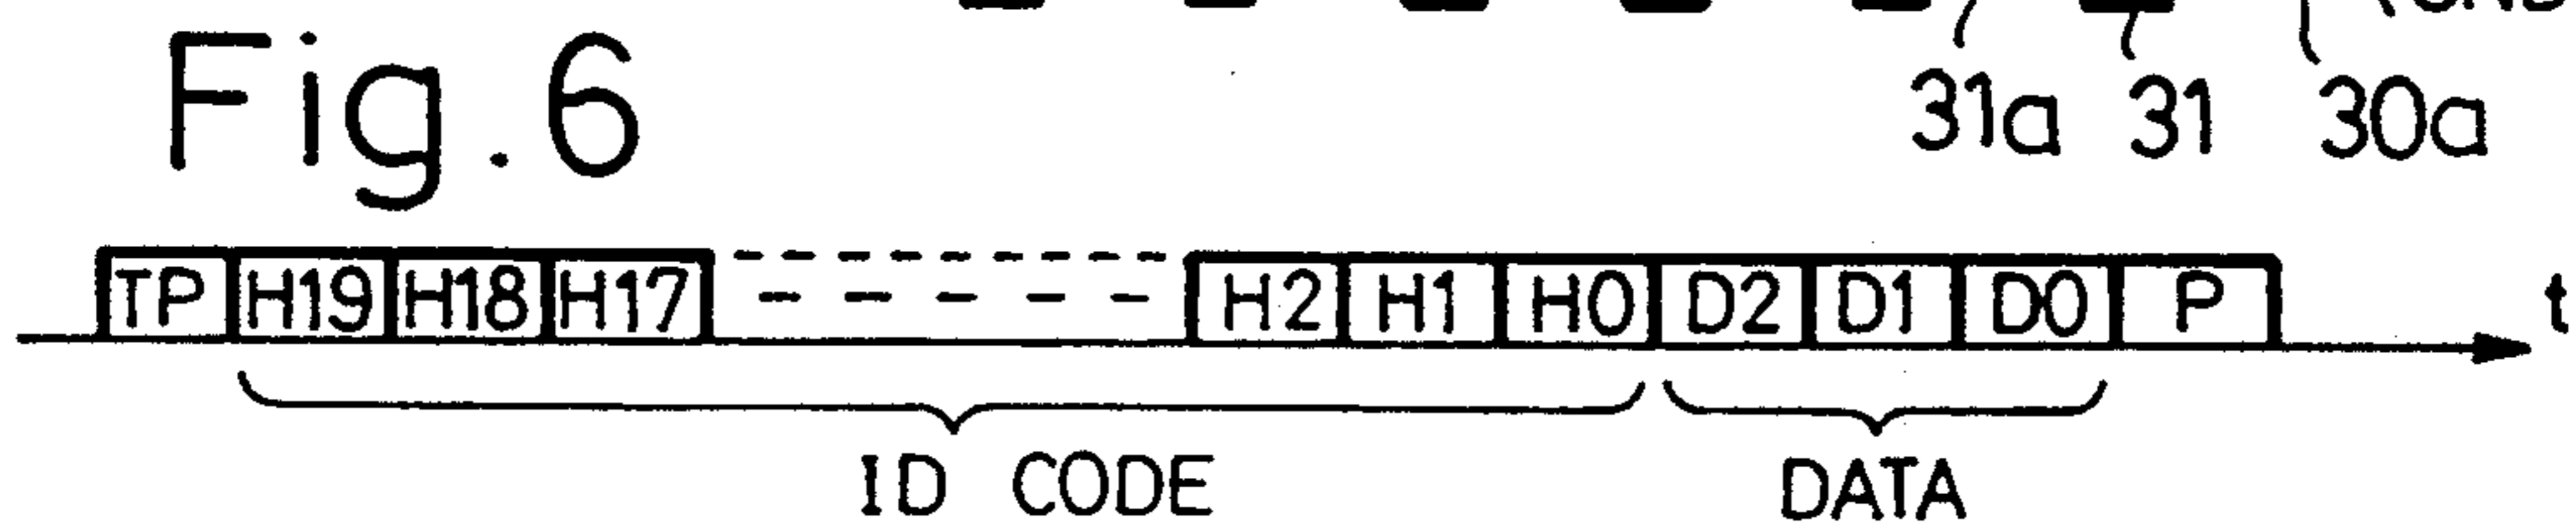 Fig.6
31a 31 30a
TP H19 H18 H17 H2 H1 H0 D2 D1 D0 P t
ID CODE DATA